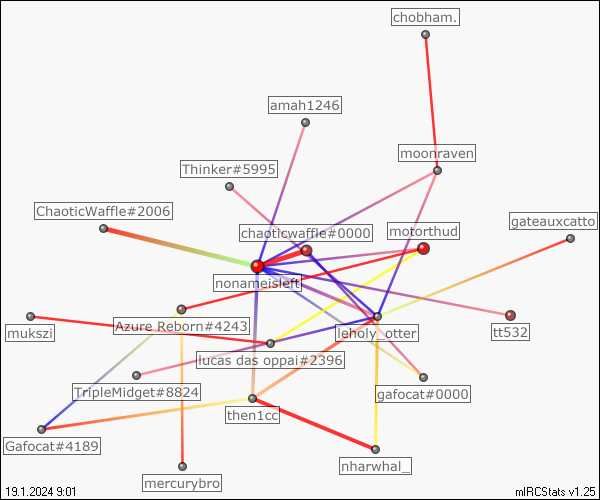 chobham.
amah1246
moonraven
Thinker#5995
ChaoticWaffle#2006
gateauxcatto
chaoticwaffle#0000
motorthud
nonameisleft
Azure Reborn#4243
mukszi
leholy_otter
tt532
lucas das oppai#2396
TripleMidget#8824
gafocat#0000
then1cc
Gafocat#4189
nharwhal_
mercurybro
19.1.2024 9:01
mIRCStats v1.25